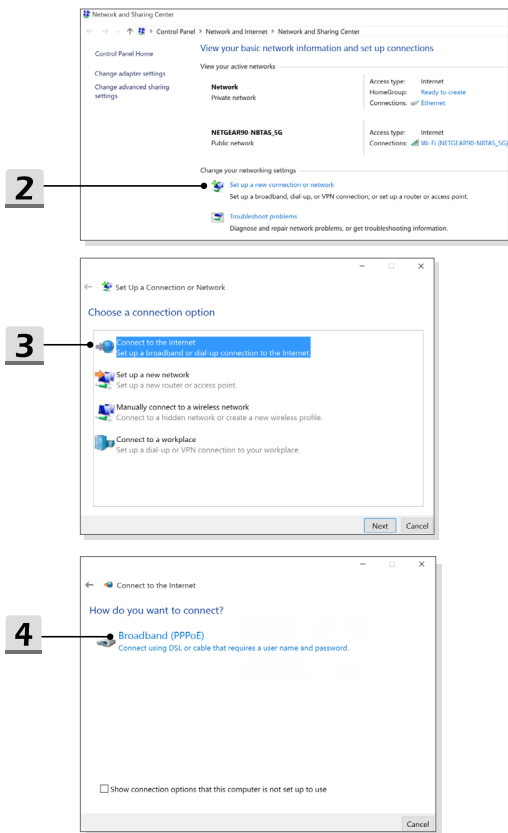 Network and Sharing Center
Control Panel > Network and Internet > Network and Sharing Center
Control Panel Home
Change adapter settings
Change advanced sharing
settings
View your basic network information and set up connections
View your active networks
Network
Private network
Access type: Internet
HomeGroup: Ready to create
Connections: Ethernet
NETGEAR90-NBTAS_5G
Public network
Access type: Internet
Connections: Wi-Fi (NETGEAR90-NBTAS_5G)
Change your networking settings
2
Set up a new connection or network
Set up a broadband, dial-up, or VPN connection; or set up a router or access point.
Troubleshoot problems
Diagnose and repair network problems, or get troubleshooting information.
Set Up a Connection or Network
Choose a connection option
3
Connect to the Internet
Set up a broadband or dial-up connection to the Internet.
Set up a new network
Set up a new router or access point.
Manually connect to a wireless network
Connect to a hidden network or create a new wireless profile.
Connect to a workplace
Set up a dial-up or VPN connection to your workplace.
Next Cancel
Connect to the Internet
How do you want to connect?
4
Broadband (PPPoE)
Connect using DSL or cable that requires a user name and password.
Show connection options that this computer is not set up to use
Cancel